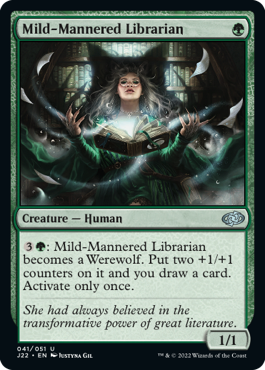 Mild-Mannered Librarian
Creature — Human
3: Mild-Mannered Librarian
becomes a Werewolf. Put two +1/+1
counters on it and you draw a card.
Activate only once.
She had always believed in the
transformative power of great literature.
1/1
041/051 U
J22 • EN Justyna Gil
™ & © 2022 Wizards of the Coast